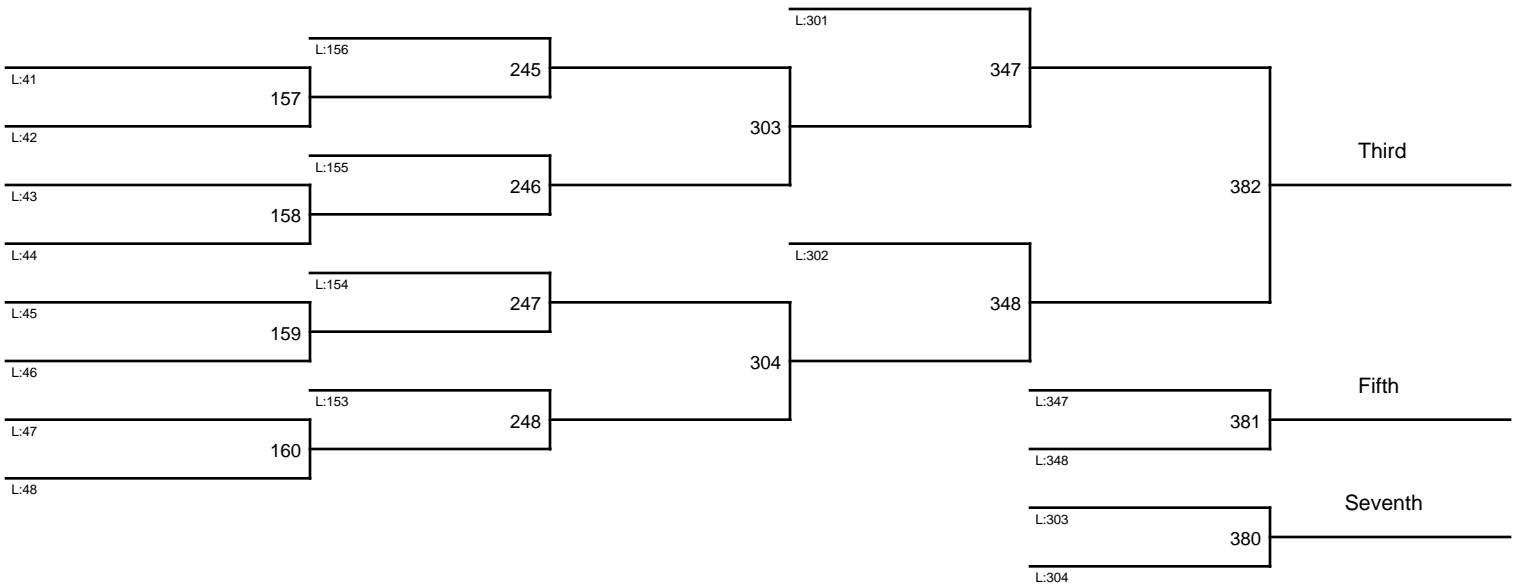 L:301
L:156
245
347
L:41
157
303
L:42
Third
L:155
246
382
L:43
158
L:44
L:302
L:154
247
348
L:45
159
304
L:46
Fifth
L:153
L:347
248
381
L:47
160
L:348
L:48
Seventh
L:303
380
L:304